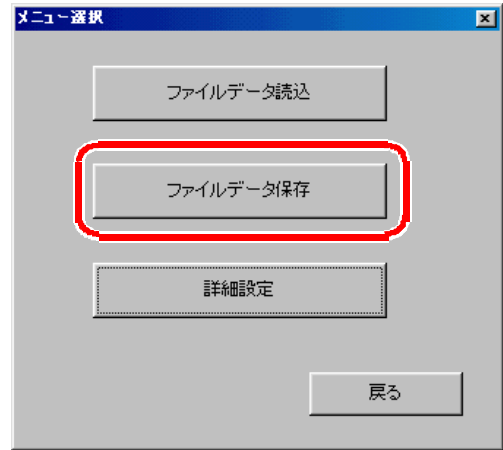 メニュー選択
ファイルデータ読込
ファイルデータ保存
詳細設定
戻る